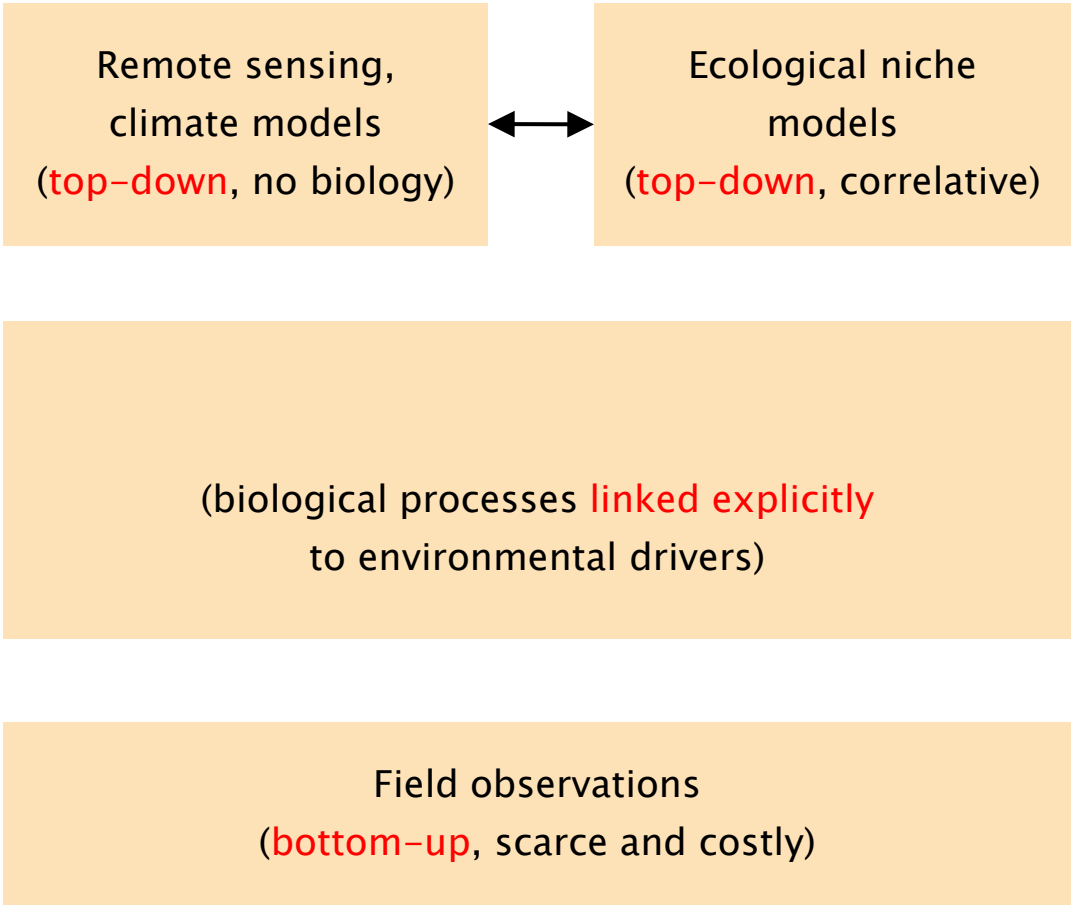 Remote sensing,
climate models
(top-down, no biology)
Ecological niche
models
(top-down, correlative)
(biological processes linked explicitly
to environmental drivers)
Field observations
(bottom-up, scarce and costly)